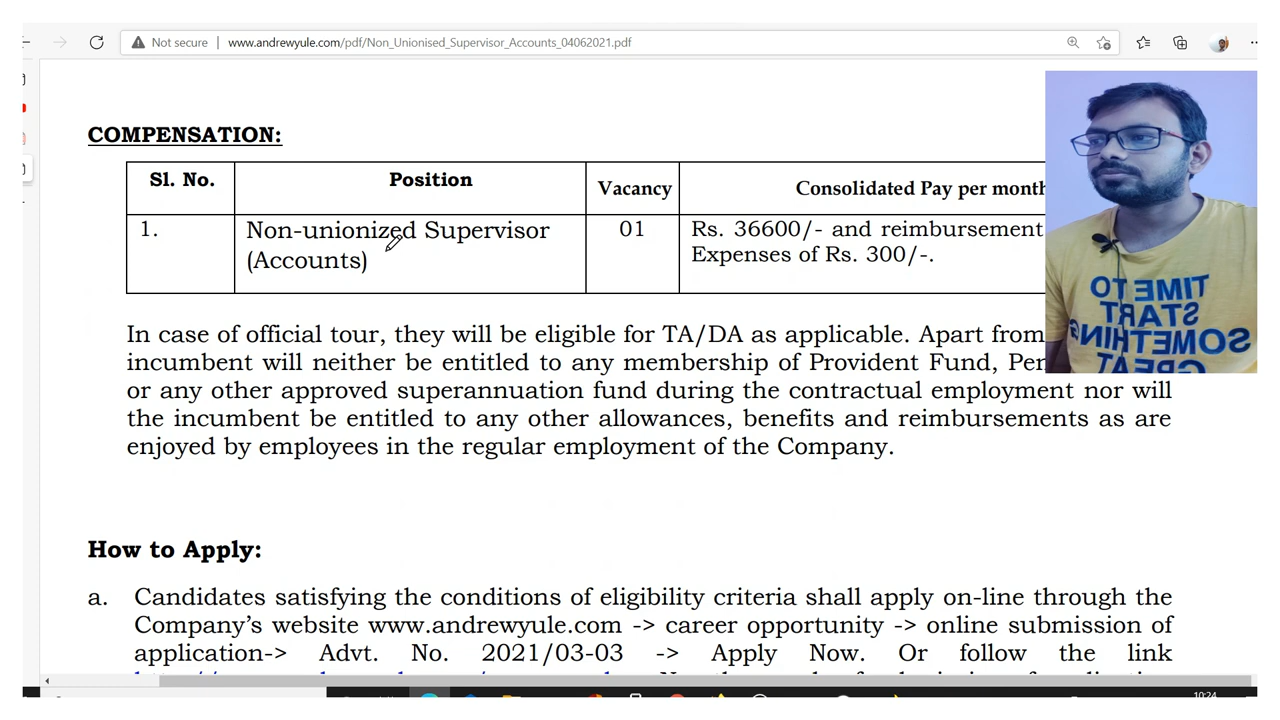 Not secure | www.andrewyule.com/pdf/Non_Unionised_Supervisor_Accounts_04062021.pdf
COMPENSATION:
Sl. No. Position Vacancy Consolidated Pay per month
1. Non-unionized Supervisor (Accounts) 01 Rs. 36600/- and reimbursement
Expenses of Rs. 300/-.
TIME TO
START
SOMETHING
GREAT
In case of official tour, they will be eligible for TA/DA as applicable. Apart from
incumbent will neither be entitled to any membership of Provident Fund,
or any other approved superannuation fund during the contractual employment nor will
the incumbent be entitled to any other allowances, benefits and reimbursements as are
enjoyed by employees in the regular employment of the Company.
How to Apply:
a. Candidates satisfying the conditions of eligibility criteria shall apply on-line through the
Company's website www.andrewyule.com -> career opportunity -> online submission of
application-> Advt. No. 2021/03-03 -> Apply Now. Or follow the link
10:24